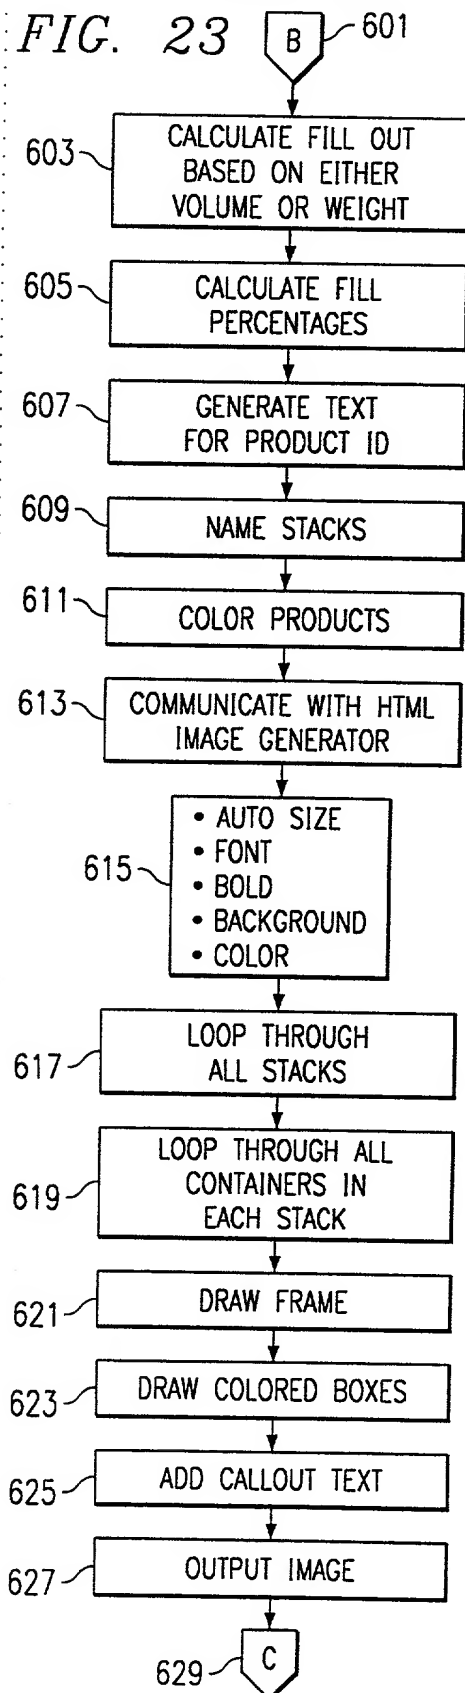 FIG. 23
B
601
603
CALCULATE FILL OUT
BASED ON EITHER
VOLUME OR WEIGHT
605
CALCULATE FILL
PERCENTAGES
607
GENERATE TEXT
FOR PRODUCT ID
609
NAME STACKS
611
COLOR PRODUCTS
613
COMMUNICATE WITH HTML
IMAGE GENERATOR
615
• AUTO SIZE
• FONT
• BOLD
• BACKGROUND
• COLOR
617
LOOP THROUGH
ALL STACKS
619
LOOP THROUGH ALL
CONTAINERS IN
EACH STACK
621
DRAW FRAME
623
DRAW COLORED BOXES
625
ADD CALLOUT TEXT
627
OUTPUT IMAGE
629
C